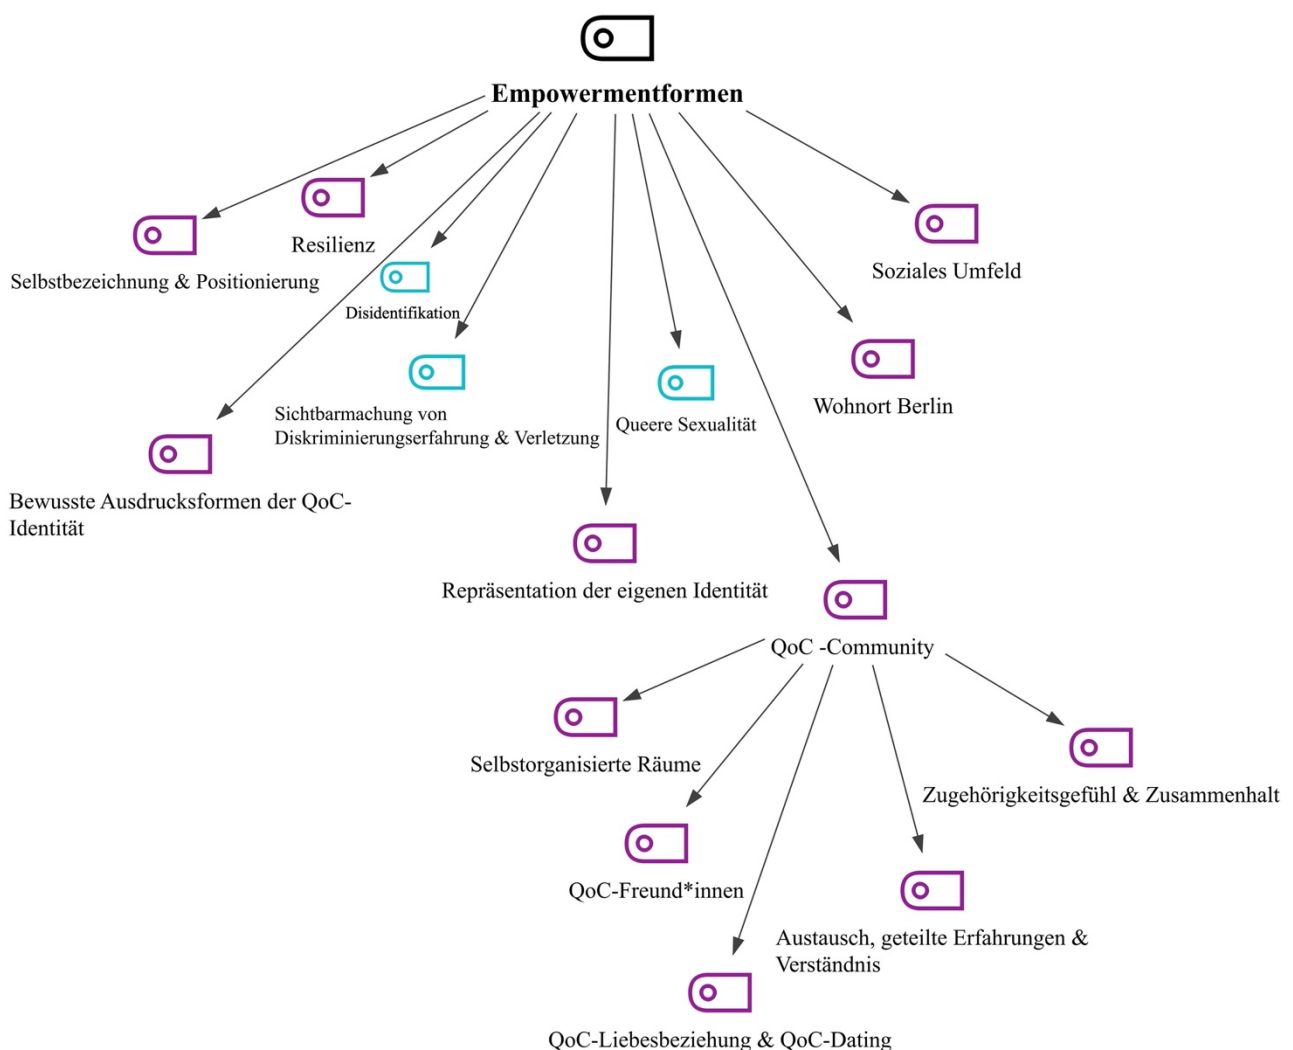 Empowermentformen
Resilienz
Selbstbezeichnung & Positionierung
Soziales Umfeld
Disidentifikation
Wohnort Berlin
Sichtbarmachung von
Diskriminierungserfahrung & Verletzung
Queere Sexualität
Bewusste Ausdrucksformen der QoC-
Identität
Repräsentation der eigenen Identität
QoC -Community
Selbstorganisierte Räume
Zugehörigkeitsgefühl & Zusammenhalt
QoC-Freund*innen
Austausch, geteilte Erfahrungen &
Verständnis
QoC-Liebesbeziehung & QoC-Dating